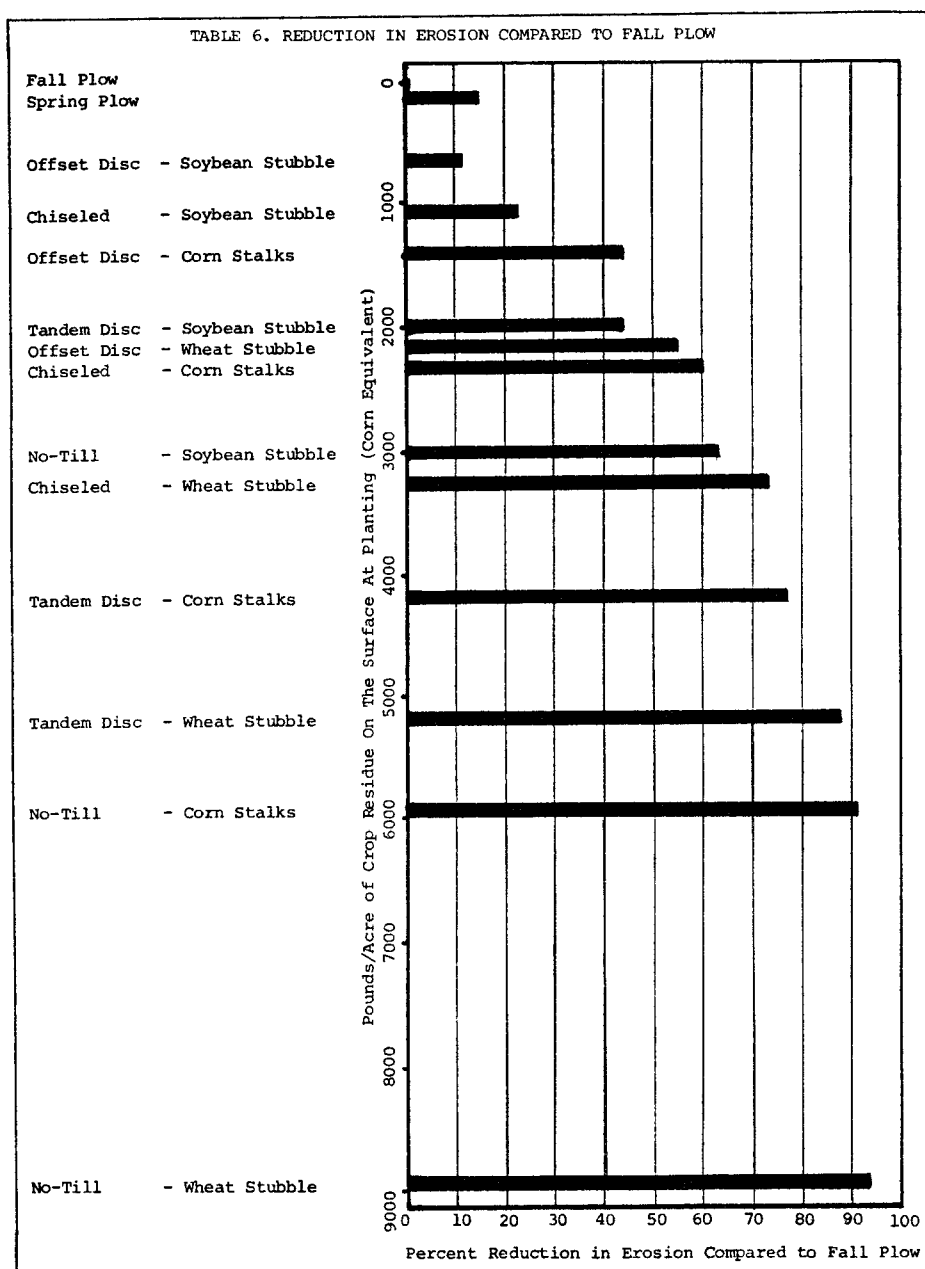 TABLE 6. REDUCTION IN EROSION COMPARED TO FALL PLOW
Fall Plow
Spring Plow
Offset Disc - Soybean Stubble
Chiseled - Soybean Stubble
Offset Disc - Corn Stalks
Tandem Disc - Soybean Stubble
Offset Disc - Wheat Stubble
Chiseled - Corn Stalks
No-Till - Soybean Stubble
Chiseled - Wheat Stubble
Tandem Disc - Corn Stalks
Tandem Disc - Wheat Stubble
No-Till - Corn Stalks
No-Till - Wheat Stubble
Pounds/Acre of Crop Residue On The Surface At Planting (Corn Equivalent)
0
1000
2000
3000
4000
5000
6000
7000
8000
9000
0 10 20 30 40 50 60 70 80 90 100
Percent Reduction in Erosion Compared to Fall Plow